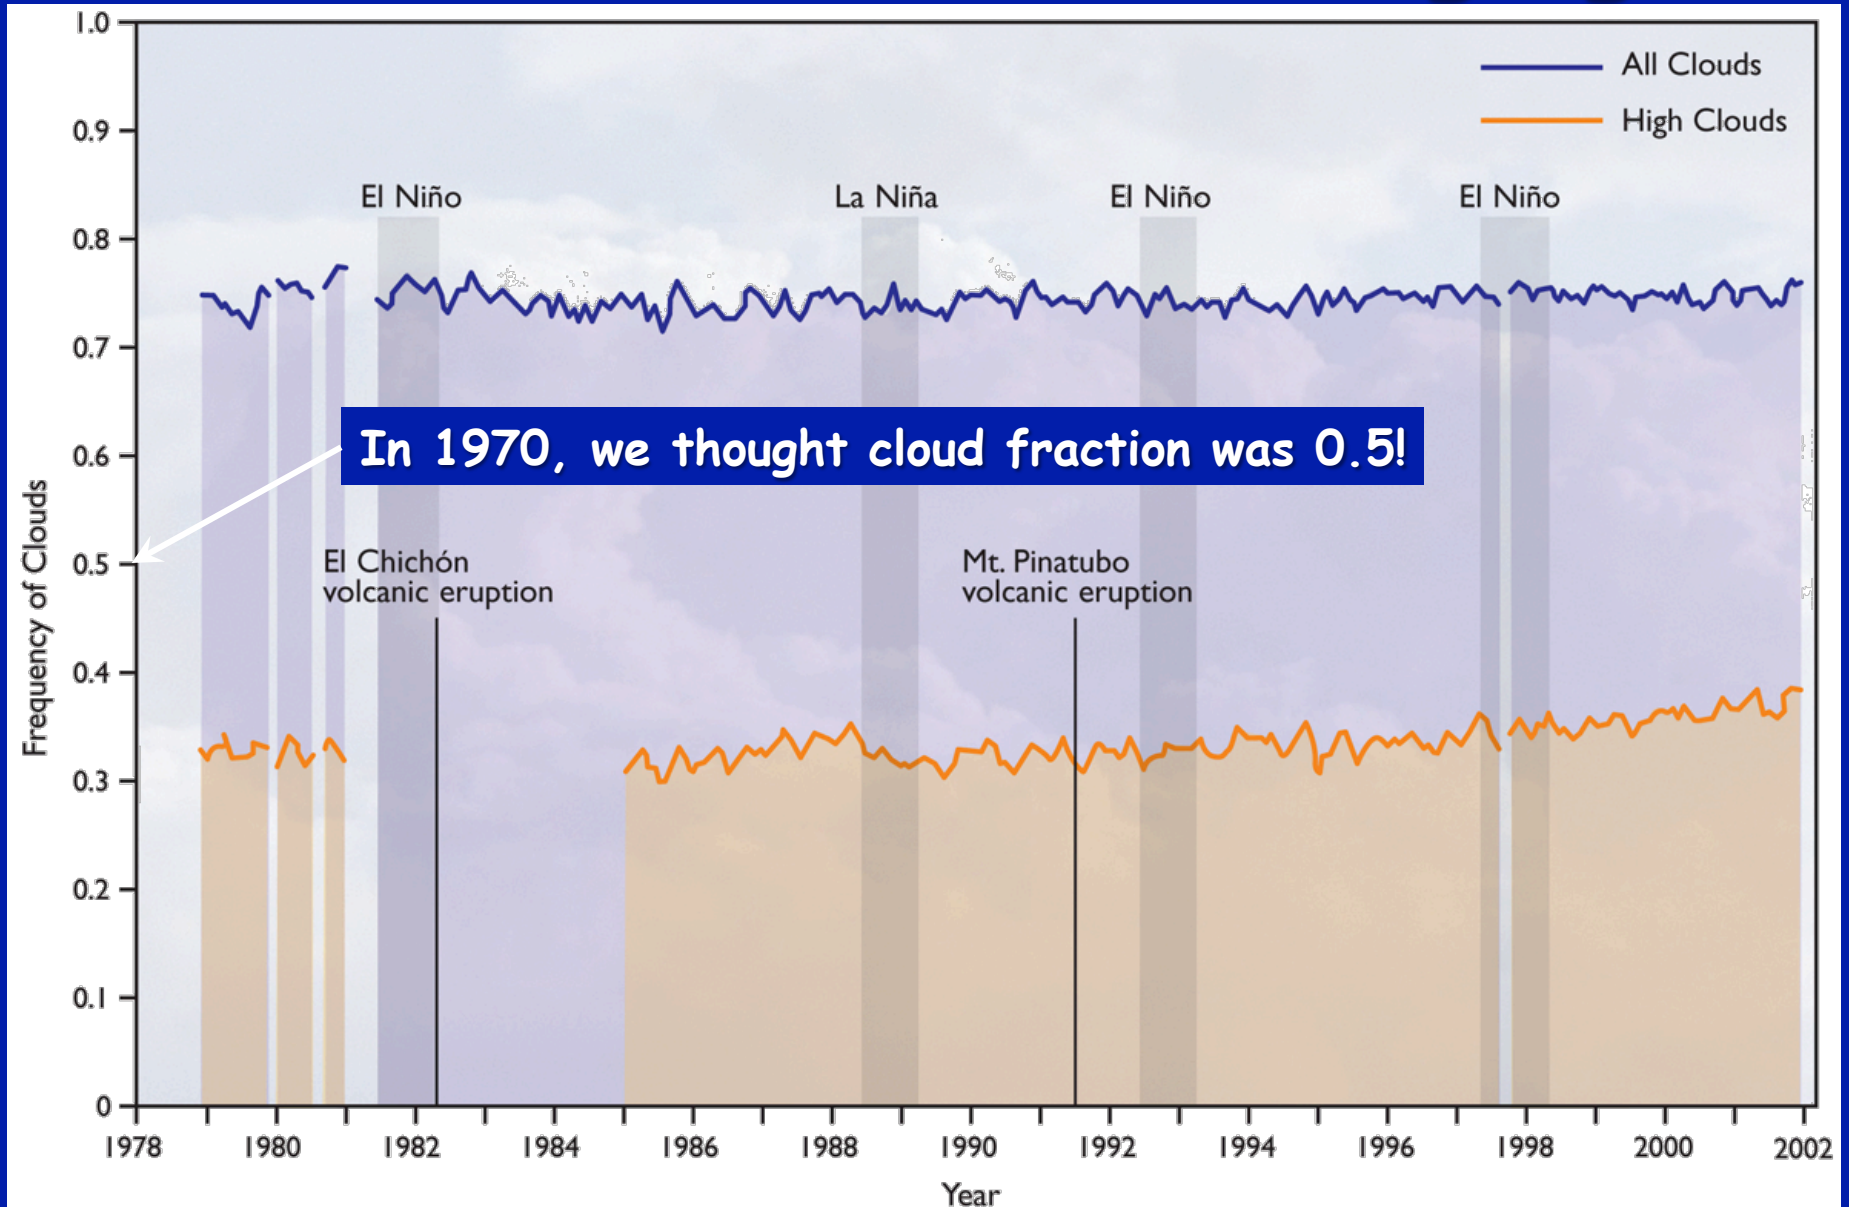 1.0
0.9
0.8
0.7
0.6
0.5
0.4
0.3
0.2
0.1
0
Frequency of Clouds
All Clouds
High Clouds
El Niño
La Niña
El Niño
El Niño
In 1970, we thought cloud fraction was 0.5!
El Chichón
volcanic eruption
Mt. Pinatubo
volcanic eruption
1978 1980 1982 1984 1986 1988 1990 1992 1994 1996 1998 2000 2002
Year